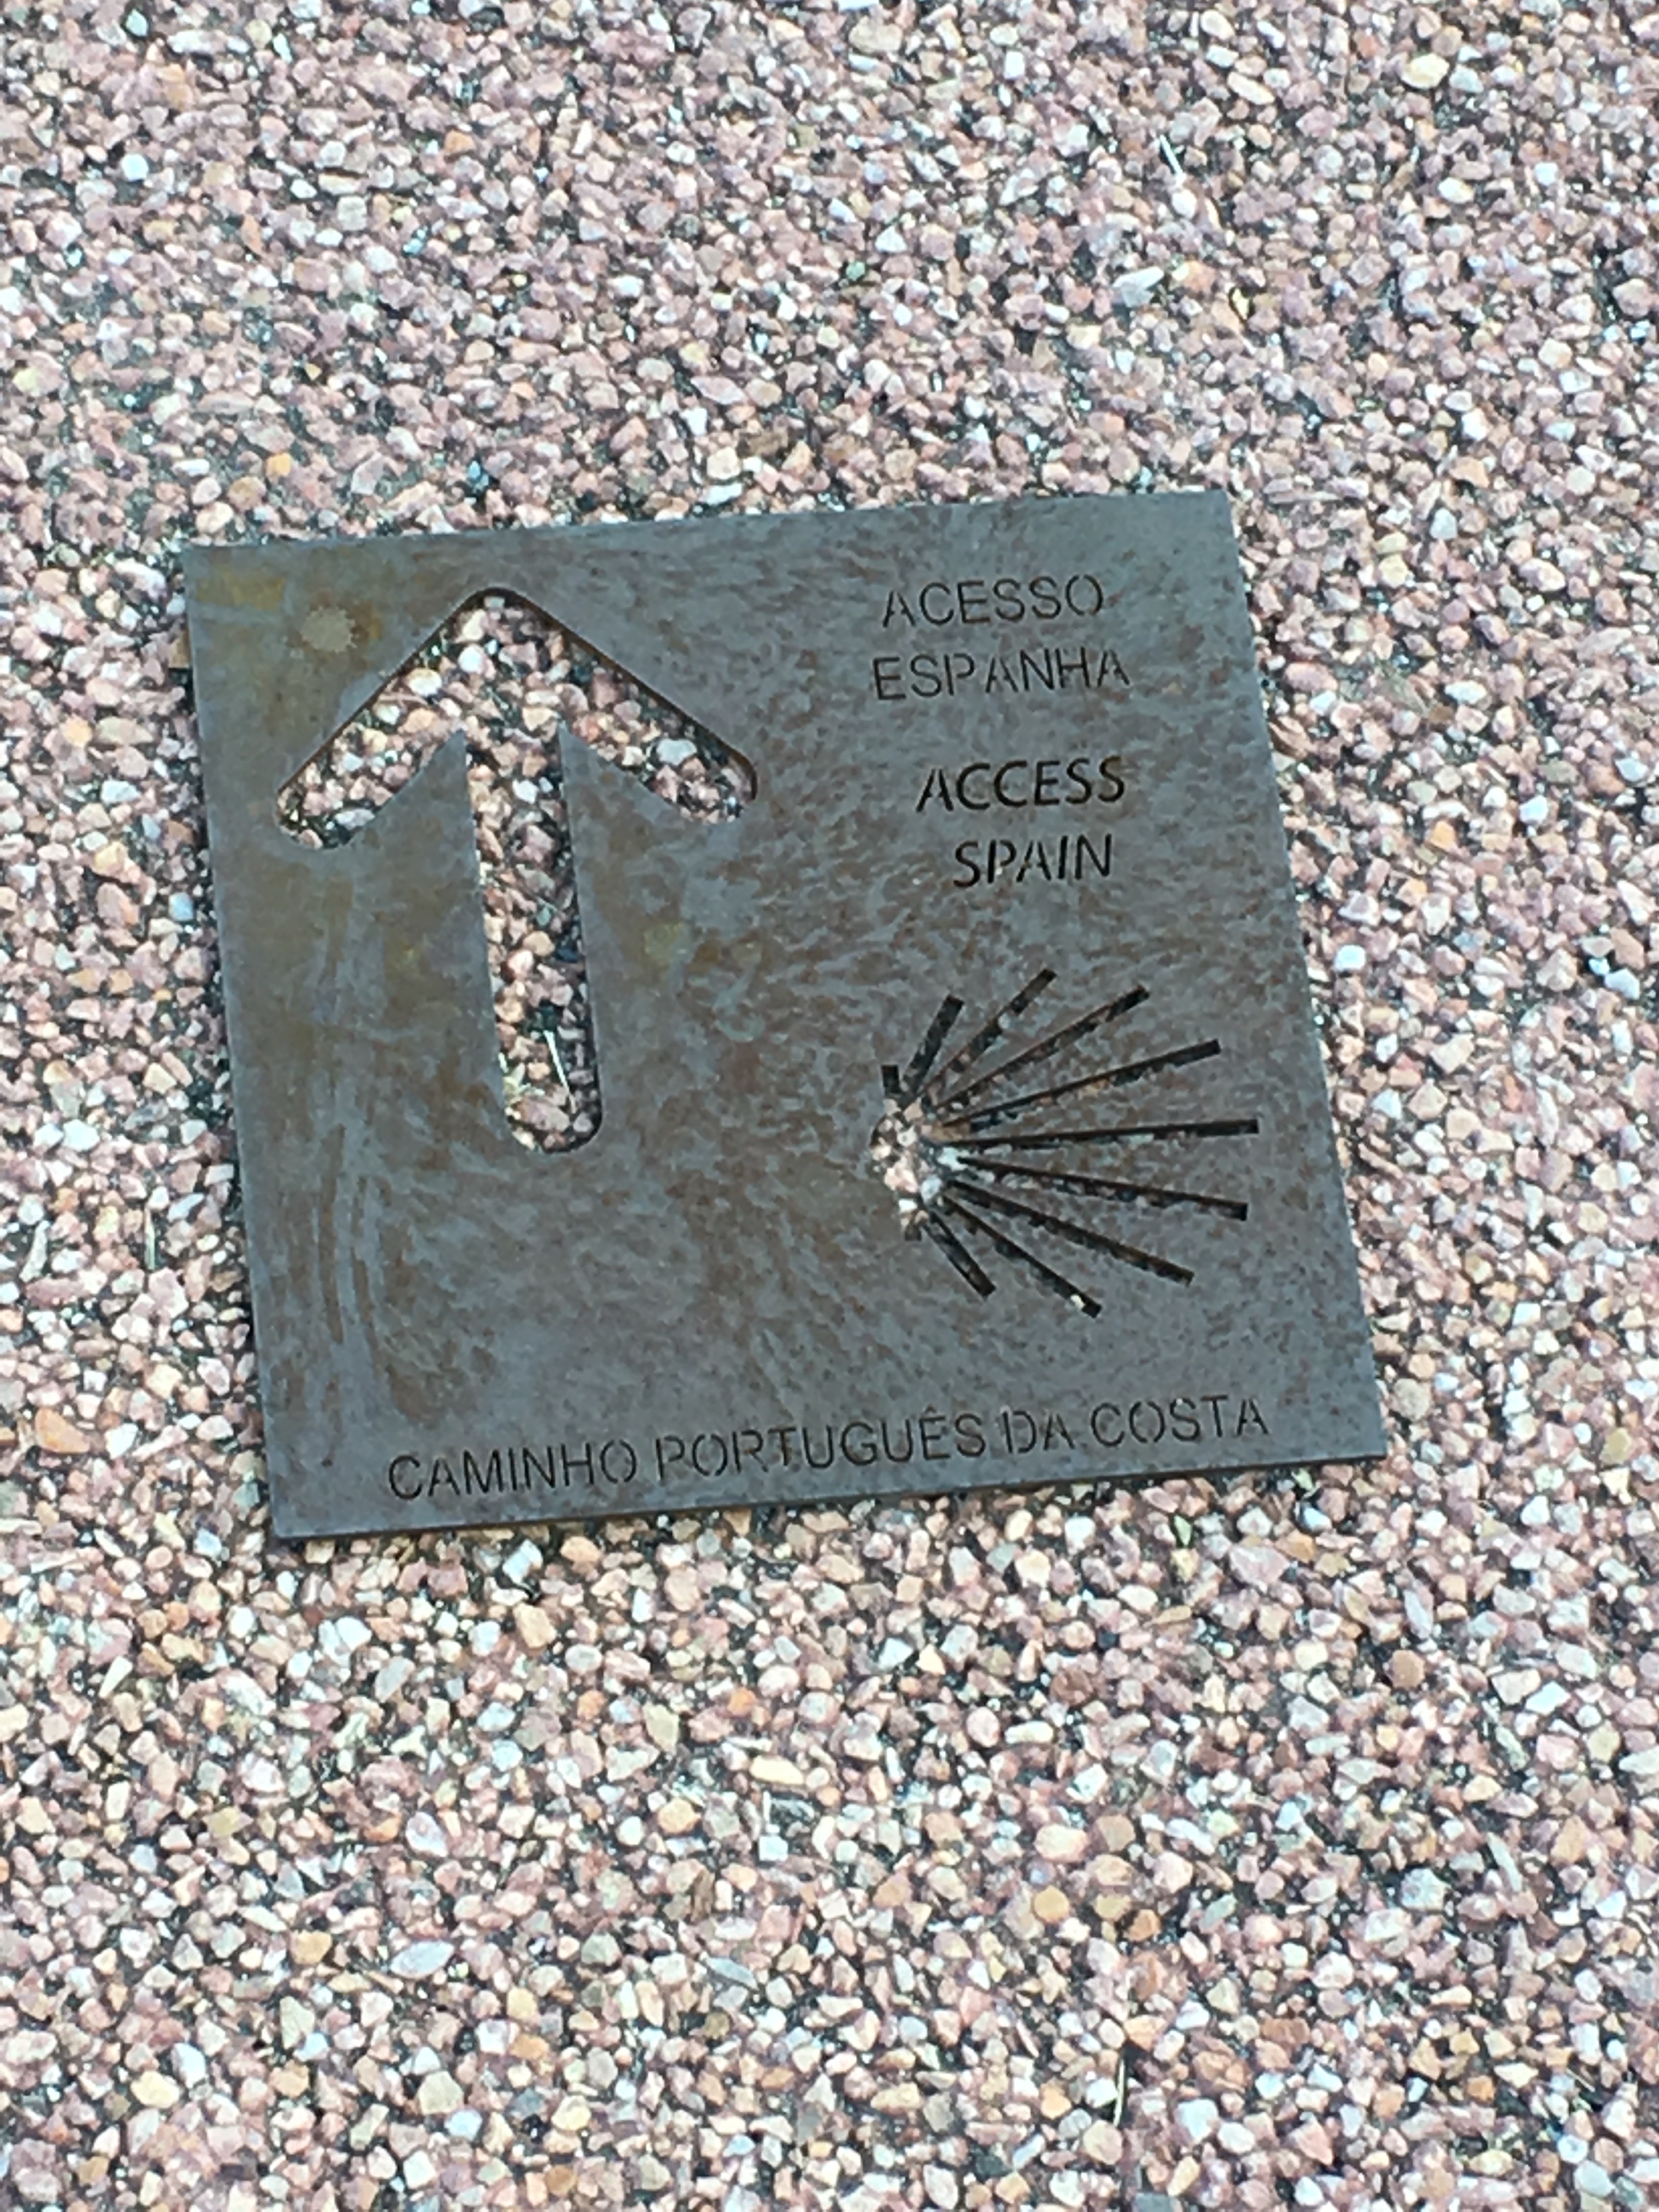 ACESSO
ESPANHA
ACCESS
SPAIN
CAMINHO PORTUGUÊS DA COSTA